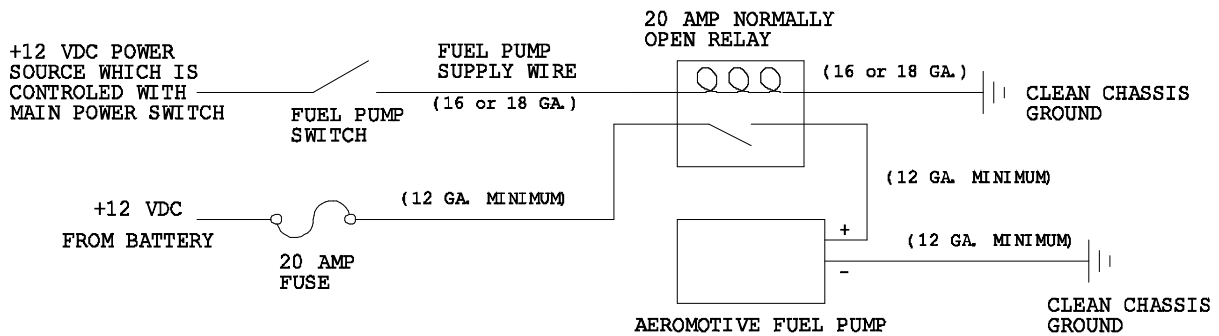 20 AMP NORMALLY
OPEN RELAY
+12 VDC POWER
SOURCE WHICH IS
CONTROLED WITH
MAIN POWER SWITCH
FUEL PUMP
SWITCH
FUEL PUMP
SUPPLY WIRE
(16 or 18 GA.)
(16 or 18 GA.)
CLEAN CHASSIS
GROUND
+12 VDC
FROM BATTERY
20 AMP
FUSE
(12 GA. MINIMUM)
(12 GA. MINIMUM)
+
-
(12 GA. MINIMUM)
CLEAN CHASSIS
GROUND
AEROMOTIVE FUEL PUMP